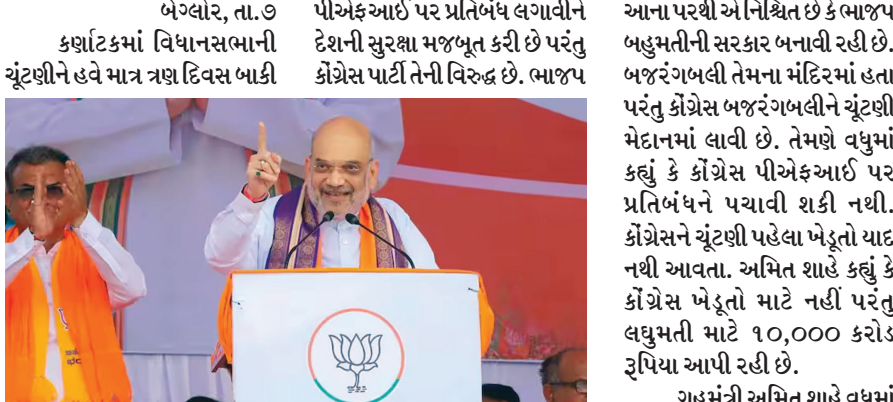 બેંગ્લોર, તા.૭
કર્ણાટકમાં વિધાનસભાની
ચૂંટણીને હવે માત્ર ત્રણ દિવસ બાકી
પીએફઆઈ પર પ્રતિબંધ લગાવીને
દેશની સુરક્ષા મજબૂત કરી છે પરંતુ
કોંગ્રેસ પાર્ટી તેની વિરુદ્ધ છે. ભાજપ
આના પરથી એ નિશ્ચિત છે કે ભાજપ
બહુમતીની સરકાર બનાવી રહી છે.
બજરંગબલી તેમના મંદિરમાં હતા
પરંતુ કોંગ્રેસ બજરંગબલીને ચૂંટણી
મેદાનમાં લાવી છે. તેમણે વધુમાં
કહ્યું કે કોંગ્રેસ પીએફઆઈ પર
પ્રતિબંધને પચાવી શકી નથી.
કોંગ્રેસને ચૂંટણી પહેલા ખેડૂતો યાદ
નથી આવતા. અમિત શાહે કહ્યું કે
કોંગ્રેસ ખેડૂતો માટે નહીં પરંતુ
લઘુમતી માટે ૧૦,૦૦૦ કરોડ
રૂપિયા આપી રહી છે.
ગૃહમંત્રી અમિત શાહે વધુમાં